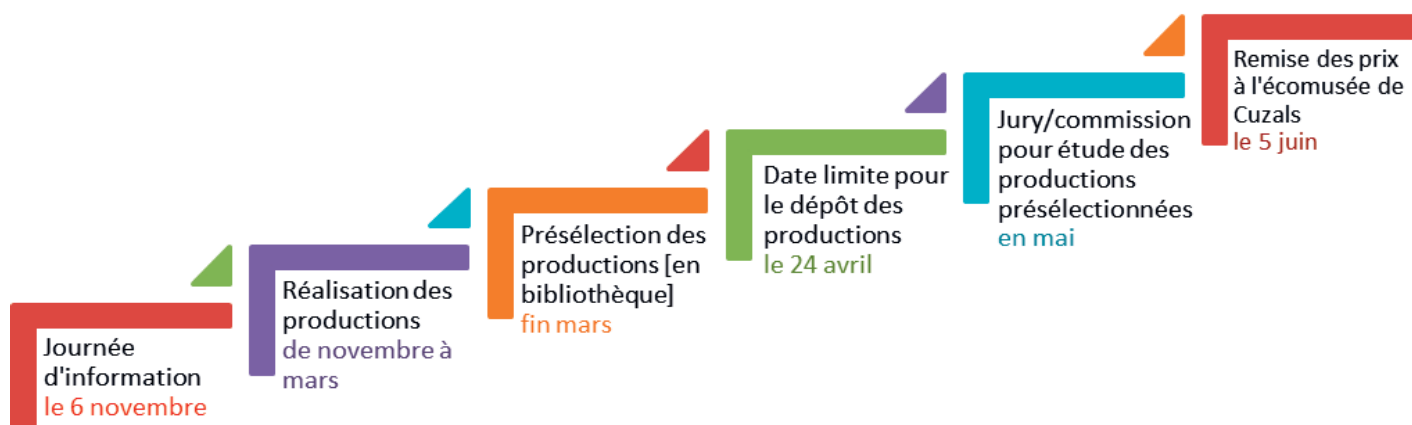 Journée
d'information
le 6 novembre
Réalisation des
productions
de novembre à
mars
Présélection des
productions [en
bibliothèque]
fin mars
Date limite pour
le dépôt des
productions
le 24 avril
Jury/commission
pour étude des
productions
présélectionnées
en mai
Remise des prix
à l'écomusée de
Cuzals
le 5 juin